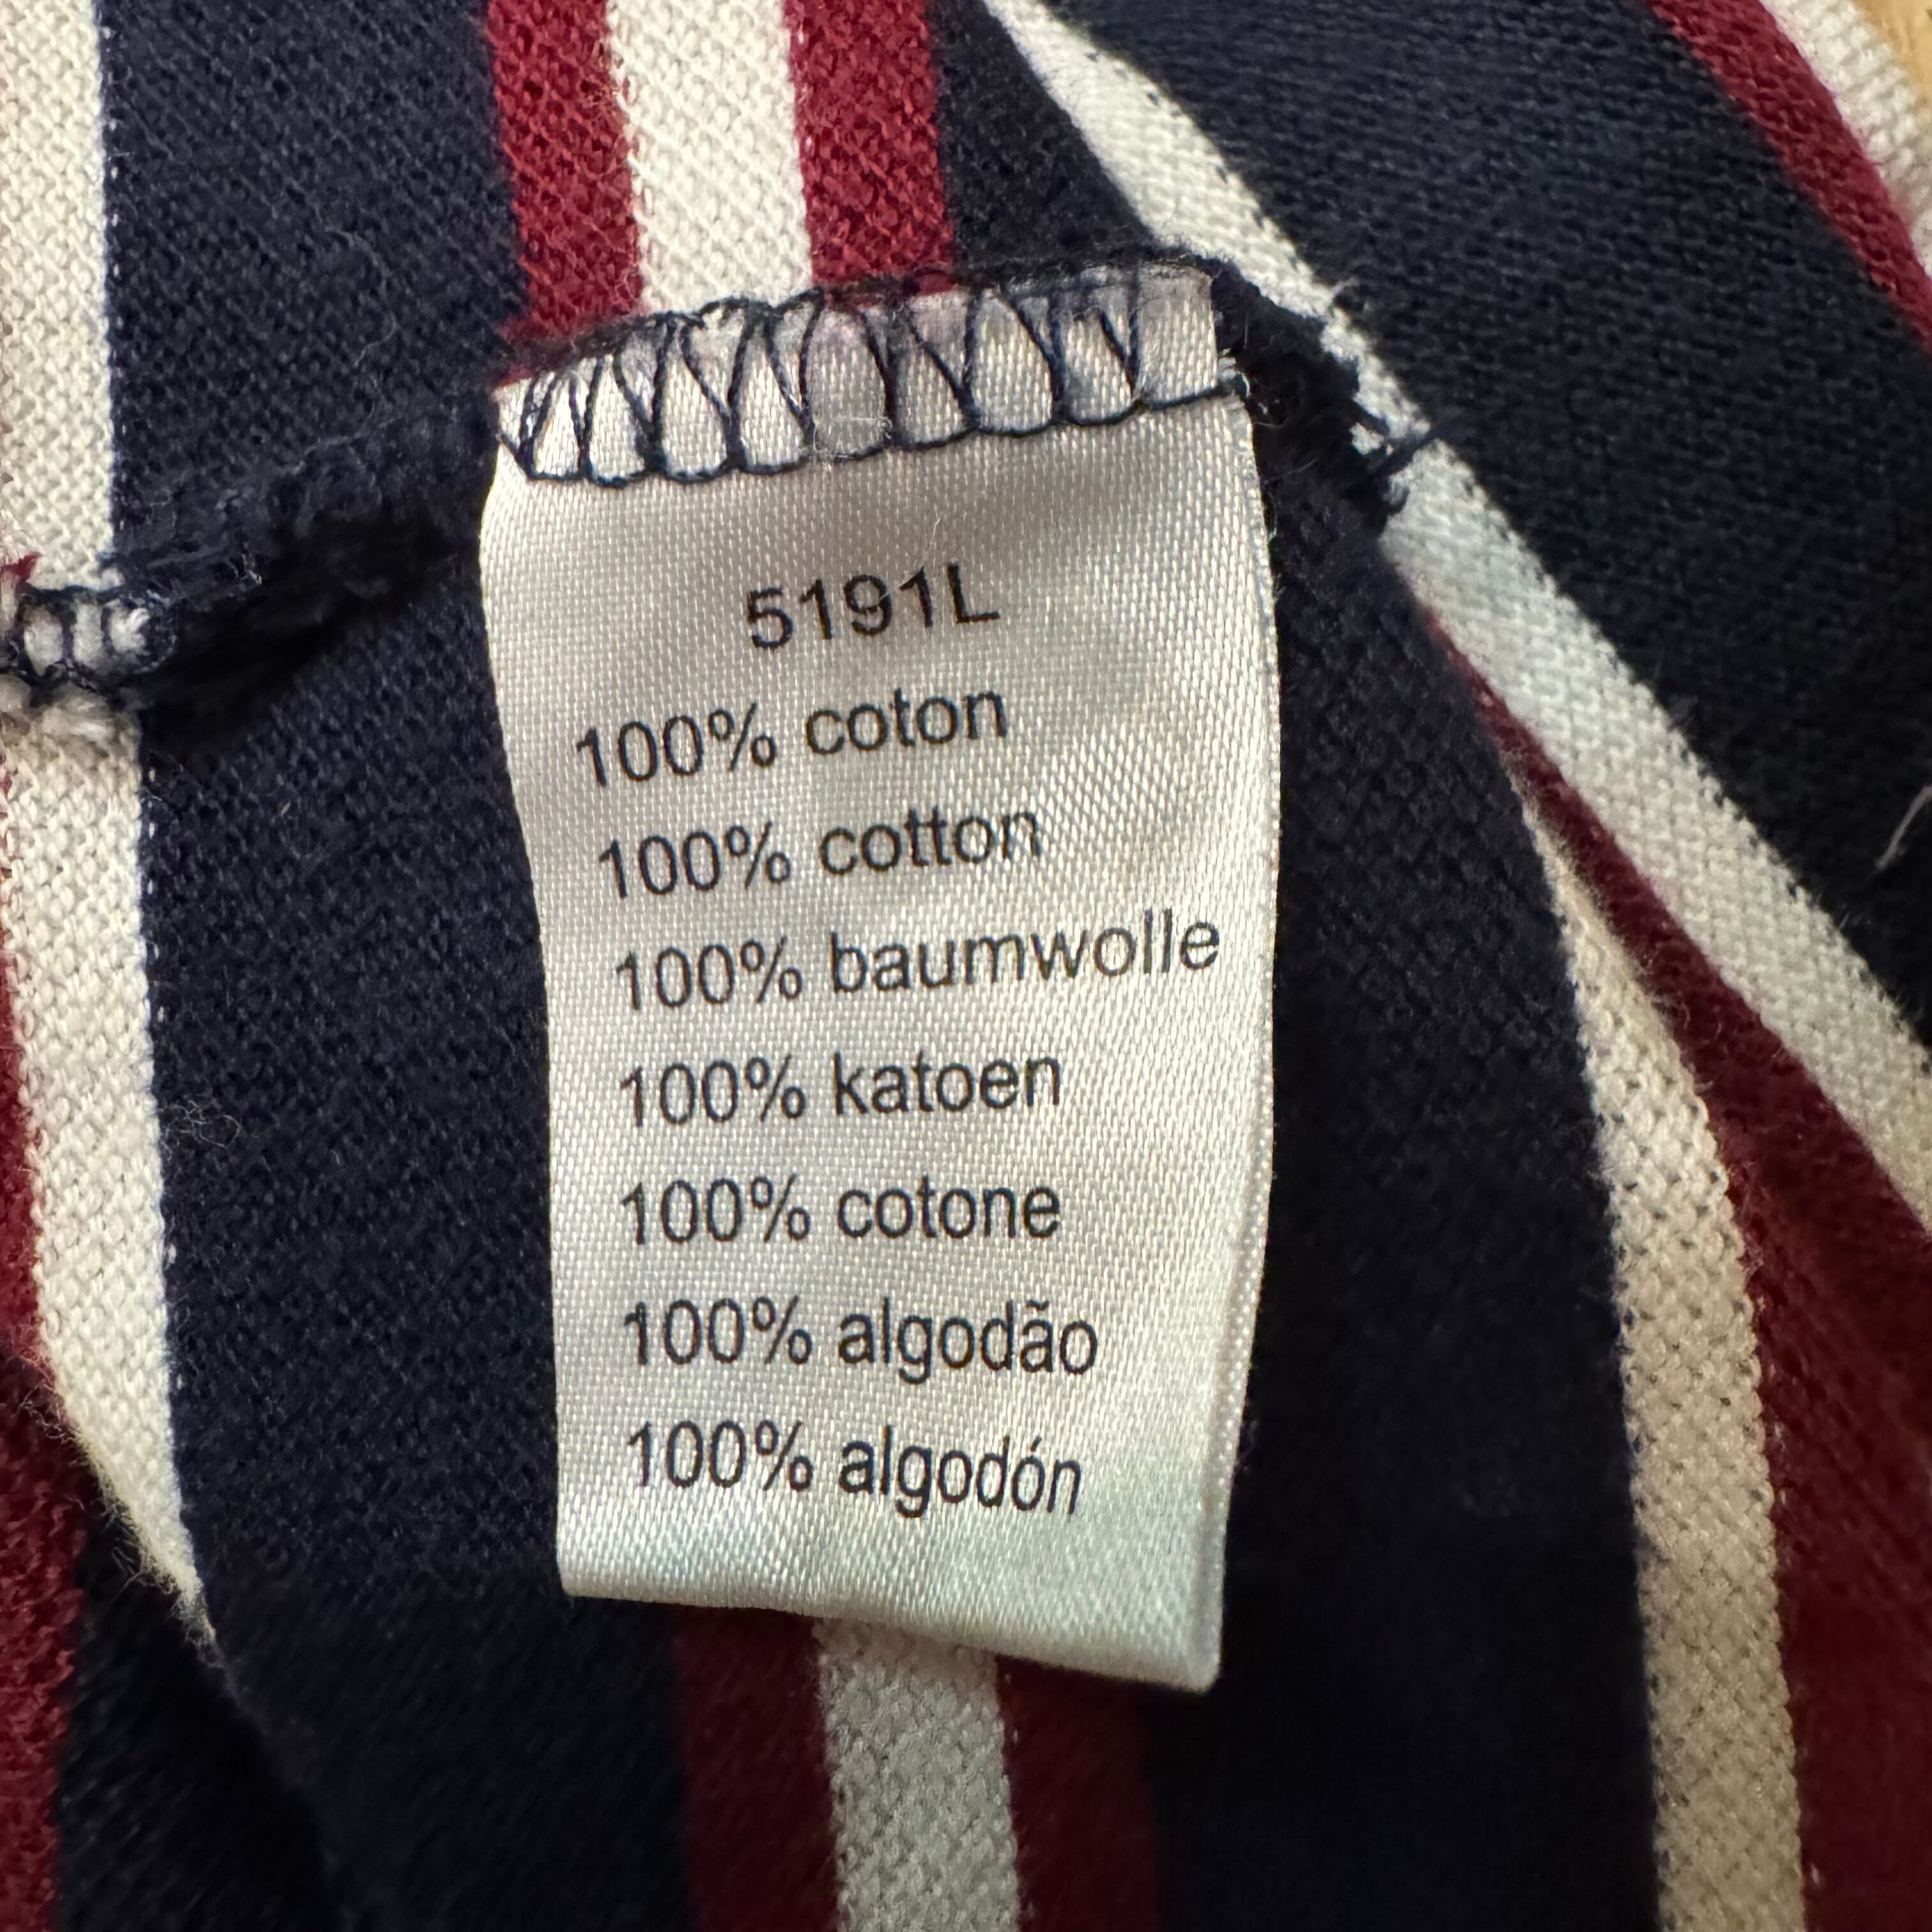 5191L
100% coton
100% cotton
100% baumwolle
100% katoen
100% cotone
100% algodão
100% algodón